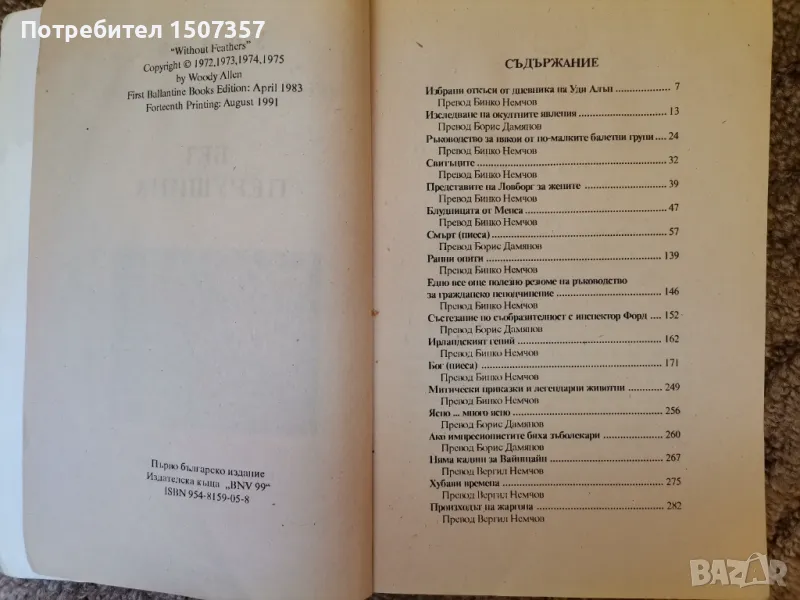 Потребител 1507357
"Without Feathers"
Copyright © 1972,1973,1974,1975
by Woody Allen
First Ballantine Books Edition: April 1983
Forteenth Printing: August 1991
Първо българско издание
Издателска къща „BNV 99"
ISBN 954-8159-05-8
СЪДЪРЖАНИЕ
Избрани откъси от дневника на Уди Алън ............... 7
Превод Бинко Немчов
Изследване на окултните явления ............... 13
Превод Борис Дамянов
Ръководство за някои от по-малките балетни групи .... 24
Превод Бинко Немчов
Свитъците ............... 32
Превод Бинко Немчов
Представите на Ловборг за жените ............... 39
Превод Бинко Немчов
Блудницата от Менса ............... 47
Превод Бинко Немчов
Смърт (пиеса) ............... 57
Превод Борис Дамянов
Ранни опити ............... 139
Превод Бинко Немчов
Едно все още полезно резюме на ръководство
за гражданско неподчинение ............... 146
Превод Бинко Немчов
Състезание по съобразителност с инспектор Форд .... 152
Превод Борис Дамянов
Ирландският гений ............... 162
Превод Бинко Немчов
Бог (пиеса) ............... 171
Превод Бинко Немчов
Митически приказки и легендарни животни ............... 249
Превод Бинко Немчов
Ясно ... много ясно ............... 256
Превод Борис Дамянов
Ако импресионистите бяха зъболекари ............... 260
Превод Борис Дамянов
Няма кадиш за Вайнщайн ............... 267
Превод Вергил Немчов
Хубави времена ............... 275
Превод Вергил Немчов
Произходът на жаргона ............... 282
Превод Вергил Немчов
BAZAR